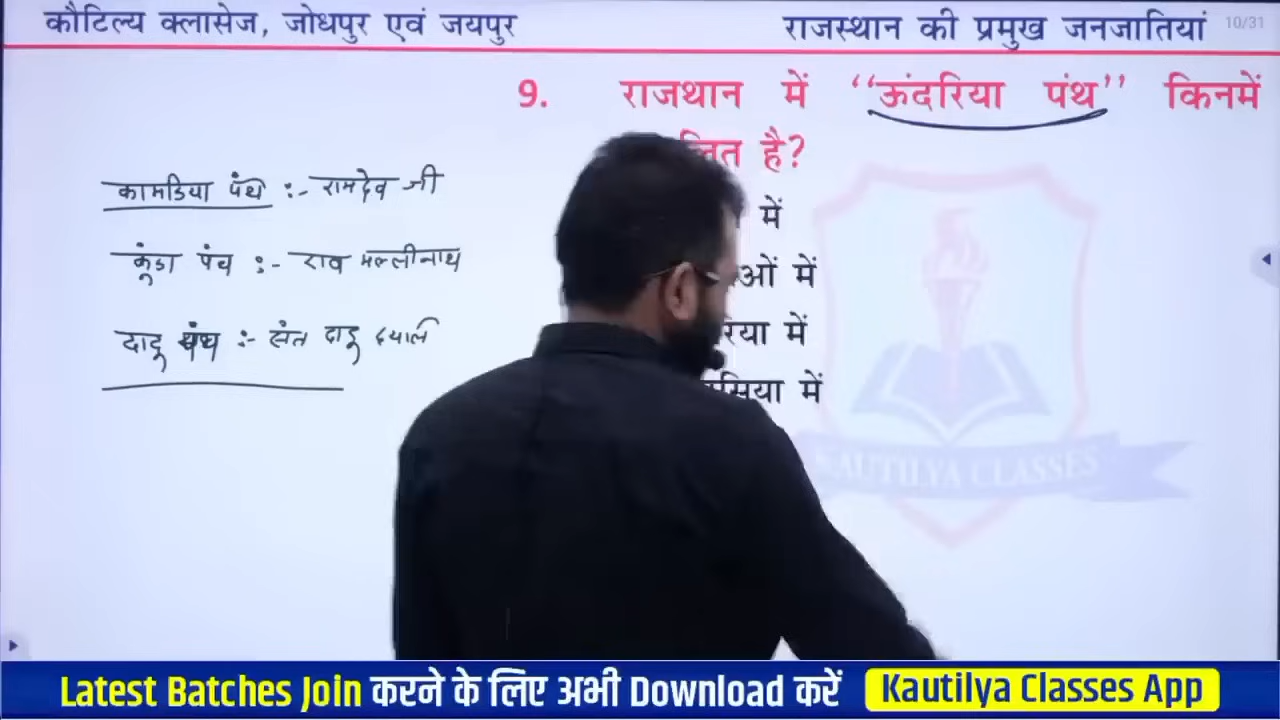 कौटिल्य क्लासेज, जोधपुर एवं जयपुर
राजस्थान की प्रमुख जनजातियां
10/31
9. राजथान में ‘‘ऊंदरिया पंथ’’ किनमें
है?
में
में
में
में
कामडिया पंथ :- रामदेव जी
कूंडा पंथ :- राव मल्लीनाथ
दादू पंथ :- संत दादू दयाल
KAUTILYA CLASSES
Latest Batches Join करने के लिए अभी Download करें
Kautilya Classes App